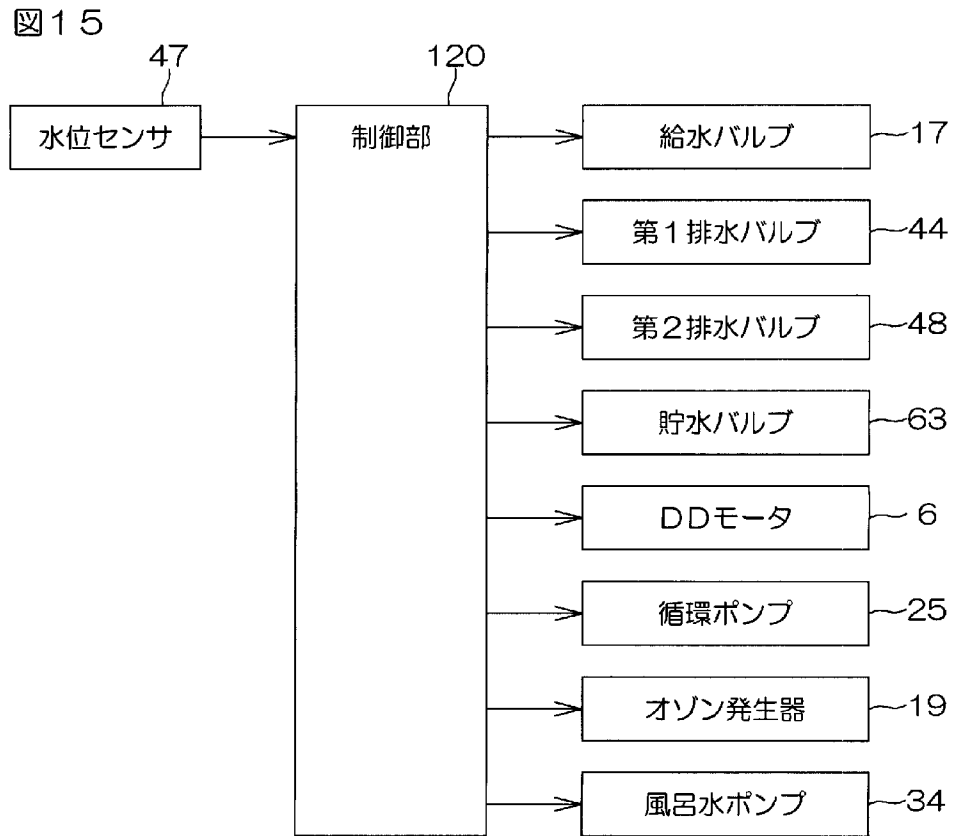 図１５
47
120
水位センサ
制御部
給水バルブ
17
第１排水バルブ
44
第２排水バルブ
48
貯水バルブ
63
ＤＤモータ
6
循環ポンプ
25
オゾン発生器
19
風呂水ポンプ
34